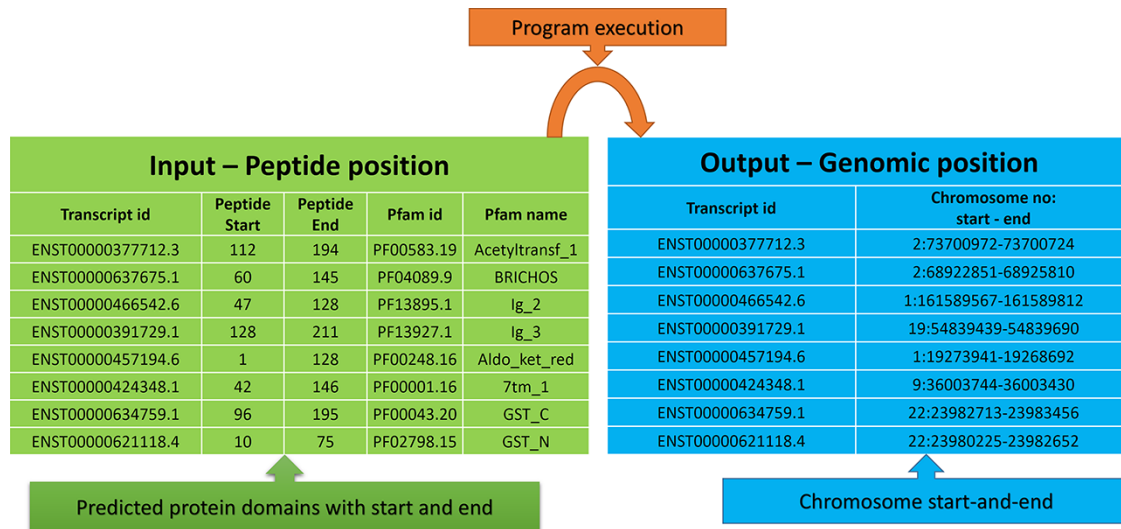 Program execution
Input – Peptide position
Transcript id Peptide Start Peptide End Pfam id Pfam name
ENST00000377712.3 112 194 PF00583.19 Acetyltransf_1
ENST00000637675.1 60 145 PF04089.9 BRICHOS
ENST00000466542.6 47 128 PF13895.1 Ig_2
ENST00000391729.1 128 211 PF13927.1 Ig_3
ENST00000457194.6 1 128 PF00248.16 Aldo_ket_red
ENST00000424348.1 42 146 PF00001.16 7tm_1
ENST00000634759.1 96 195 PF00043.20 GST_C
ENST00000621118.4 10 75 PF02798.15 GST_N
Predicted protein domains with start and end
Output – Genomic position
Transcript id Chromosome no: start - end
ENST00000377712.3 2:73700972-73700724
ENST00000637675.1 2:68922851-68925810
ENST00000466542.6 1:161589567-161589812
ENST00000391729.1 19:54839439-54839690
ENST00000457194.6 1:19273941-19268692
ENST00000424348.1 9:36003744-36003430
ENST00000634759.1 22:23982713-23983456
ENST00000621118.4 22:23980225-23982652
Chromosome start-and-end